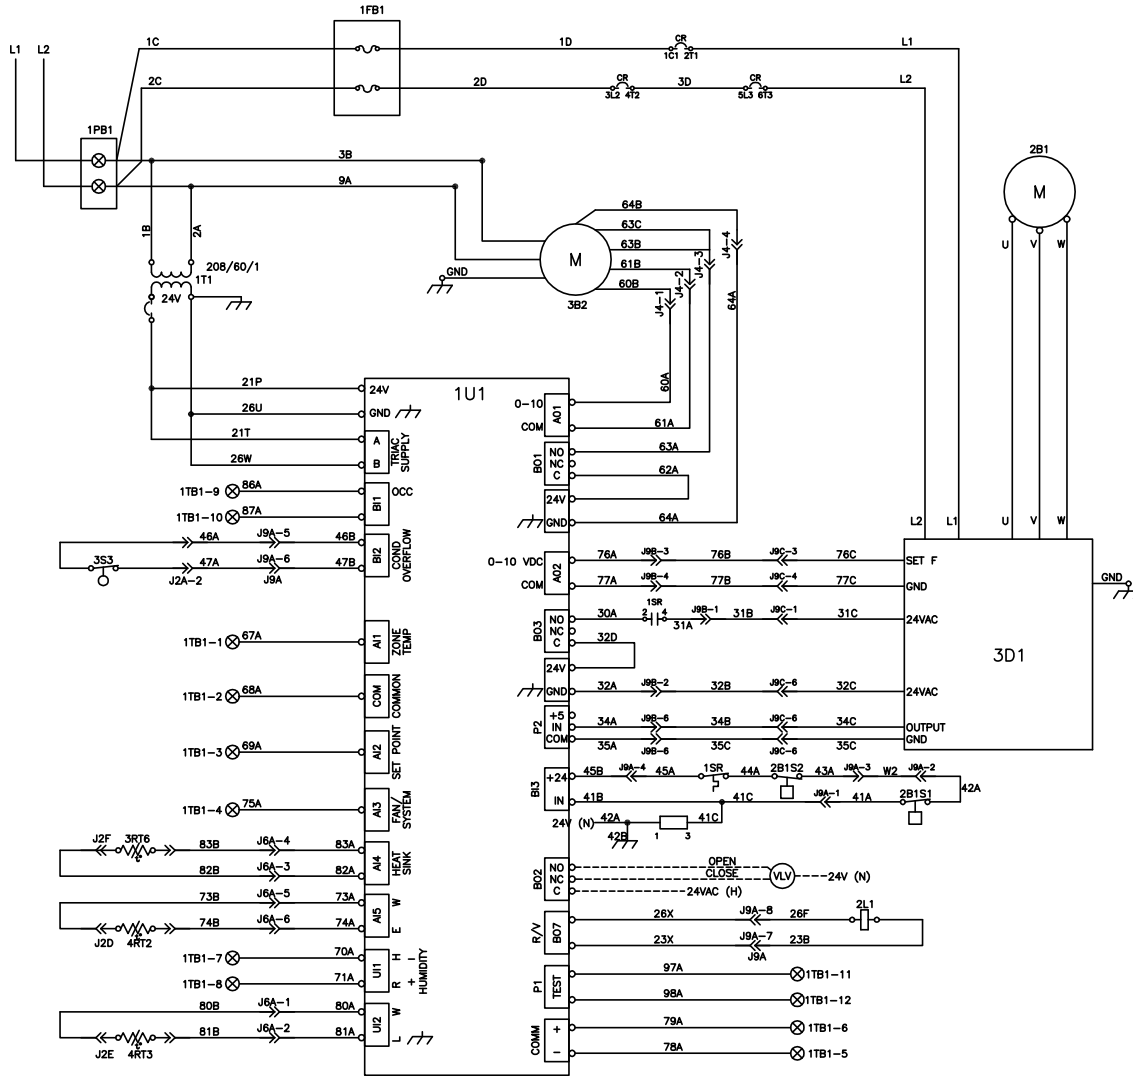 1FB1
L1 L2 1C 1D CR L1
1C1 2T1
2C 2D CR 3D CR L2
3L2 4T2 5L3 6T3
1PB1
3B
9A
2B1
M
1B 2A
64B
63C
63B
61B
60B
M
3B2
GND
J4-1 J4-2 J4-3 J4-4
64A
60A
U V W
208/60/1
1T1
24V
21P 24V 1U1
26U GND
21T A
26W B
TRIAC SUPPLY
0-10
COM
AO1
61A
BO1
NO 63A
NC
C 62A
24V
GND 64A
1TB1-9 86A OCC
1TB1-10 87A
BI1
46A J9A-5 46B
3S3 47A J9A-6 47B
J2A-2 J9A
BI2
COND OVERFLOW
L2 L1 U V W
0-10 VDC 76A J9B-3 76B J9C-3 76C SET F
COM 77A J9B-4 77B J9C-4 77C GND
AO2
GND
1SR
BO3
NO 30A 2 4 31A J9B-1 31B J9C-1 31C 24VAC
NC
C 32D
24V
GND 32A J9B-2 32B J9C-6 32C 24VAC
3D1
1TB1-1 67A AI1 ZONE TEMP
1TB1-2 68A COM COMMON
P2
+5
IN 34A J9B-6 34B J9C-6 34C OUTPUT
COM 35A J9B-6 35C J9C-6 35C GND
1TB1-3 69A AI2 SET POINT
BI3
+24 45B J9A-4 45A 1SR 44A 2B1S2 43A J9A-3 W2 J9A-2
42A
IN 41B 41C J9A-1 41A 2B1S1
24V (N) 42A 41C
42B 1 3
1TB1-4 75A AI3 FAN/ SYSTEM
J2F 3RT6 83B J6A-4 83A
82B J6A-3 82A
AI4
HEAT SINK
BO2
NO OPEN
NC CLOSE VLV 24V (N)
C 24VAC (H)
73B J6A-5 73A W
J2D 4RT2 74B J6A-6 74A E
AI5
R/V BO7
26X J9A-8 26F 2L1
23X J9A-7 23B
J9A
1TB1-7 70A H -
1TB1-8 71A R +
UI1
HUMIDITY
P1 TEST
97A 1TB1-11
98A 1TB1-12
80B J6A-1 80A W
J2E 4RT3 81B J6A-2 81A L
UI2
COMM
+ 79A 1TB1-6
- 78A 1TB1-5